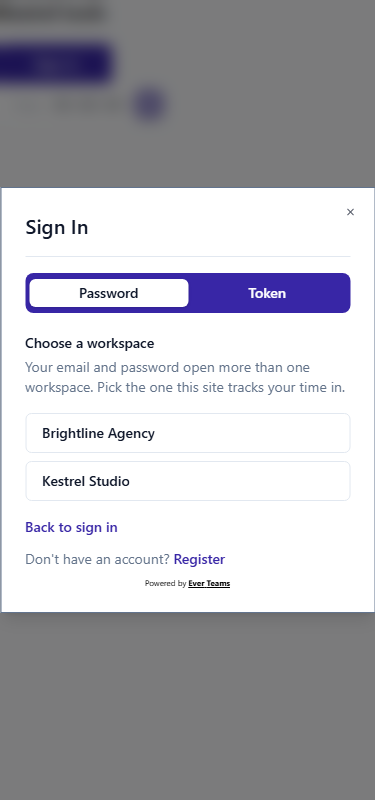 Sign In
×
Password
Token
Choose a workspace
Your email and password open more than one
workspace. Pick the one this site tracks your time in.
Brightline Agency
Kestrel Studio
Back to sign in
Don't have an account? Register
Powered by Ever Teams